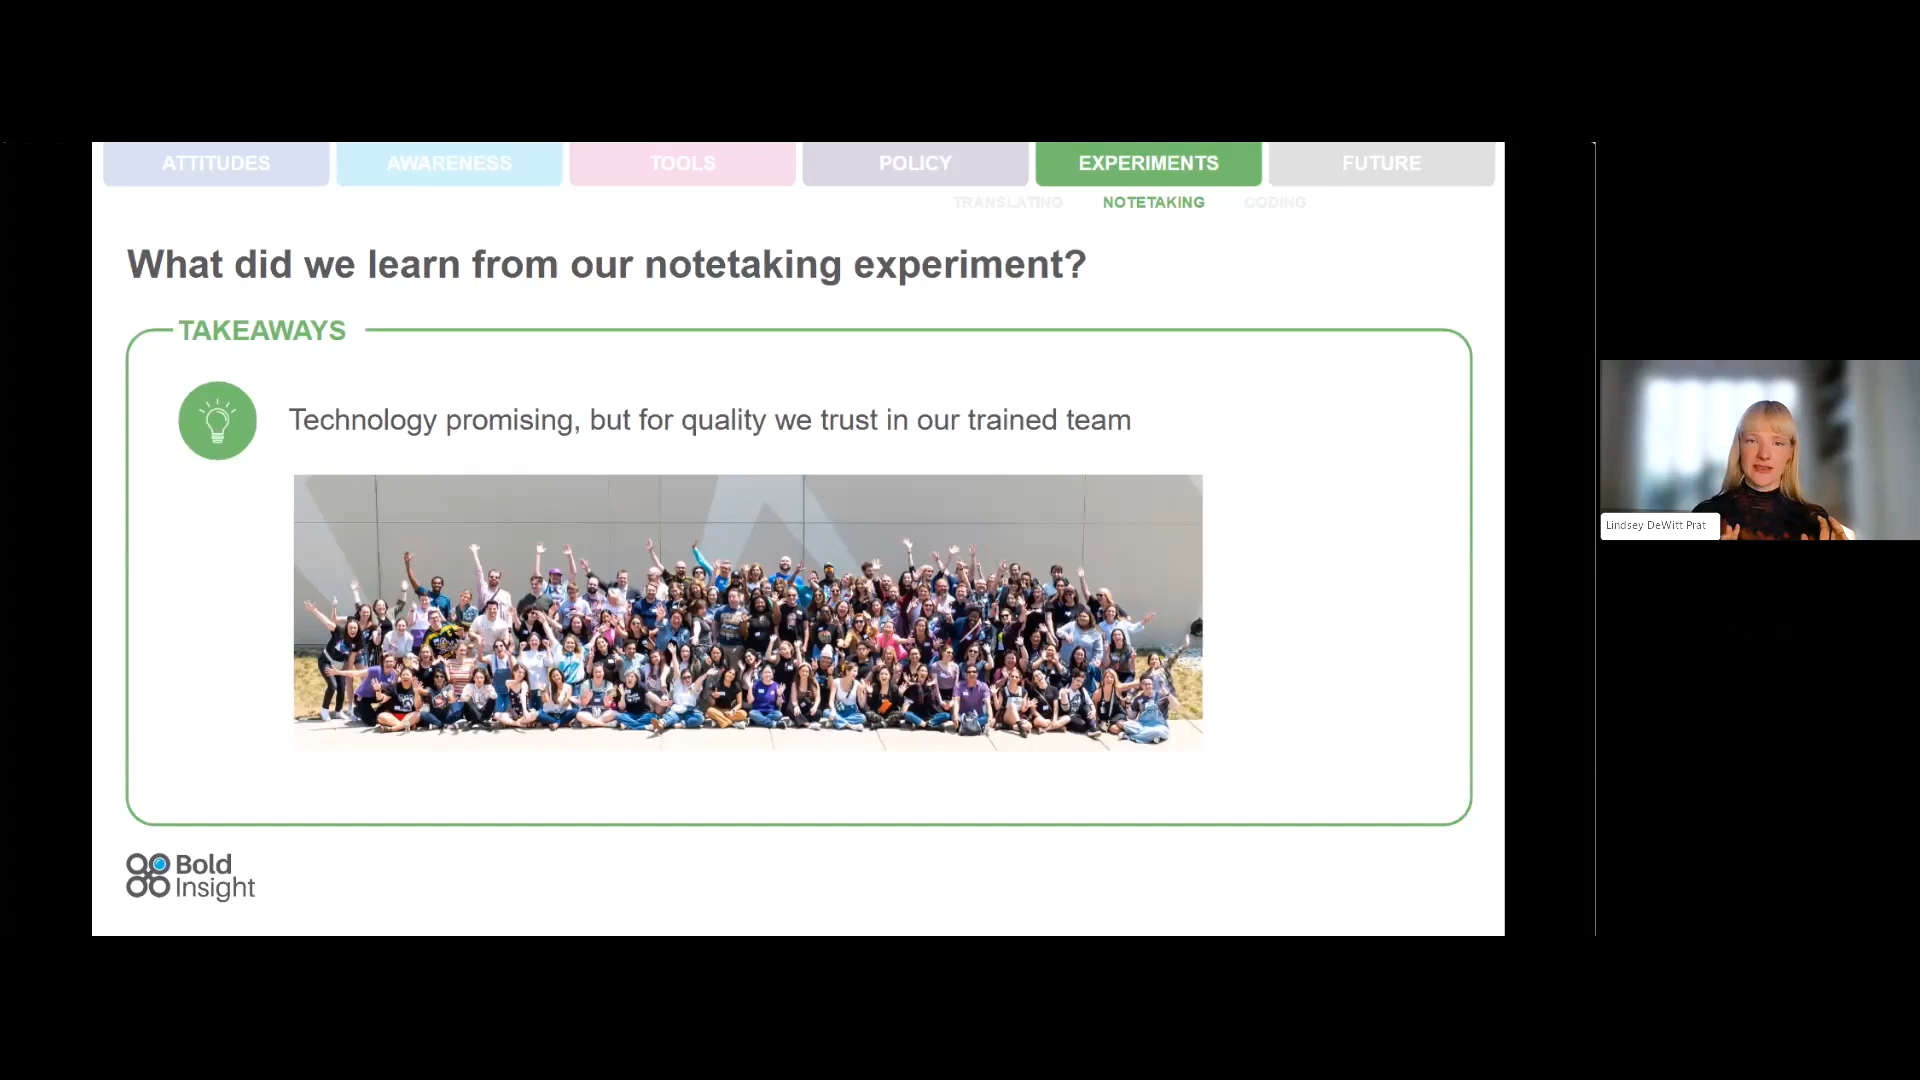 ATTITUDES
AWARENESS
TOOLS
POLICY
EXPERIMENTS
FUTURE
TRANSLATING
NOTETAKING
CODING
What did we learn from our notetaking experiment?
TAKEAWAYS
Technology promising, but for quality we trust in our trained team
Lindsey DeWitt Prat
Bold
Insight